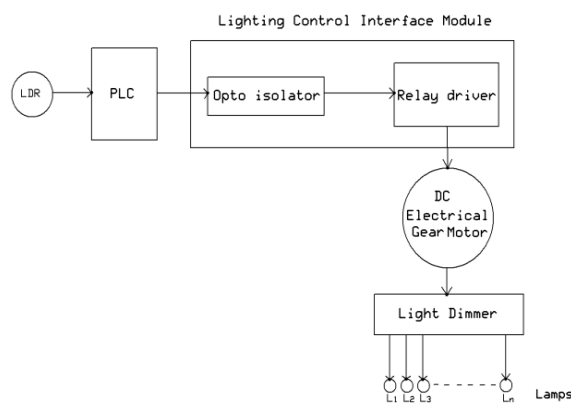 Lighting Control Interface Module
LDR
PLC
Opto isolator
Relay driver
DC
Electrical
Gear Motor
Light Dimmer
L1 L2 L3 Ln
Lamps